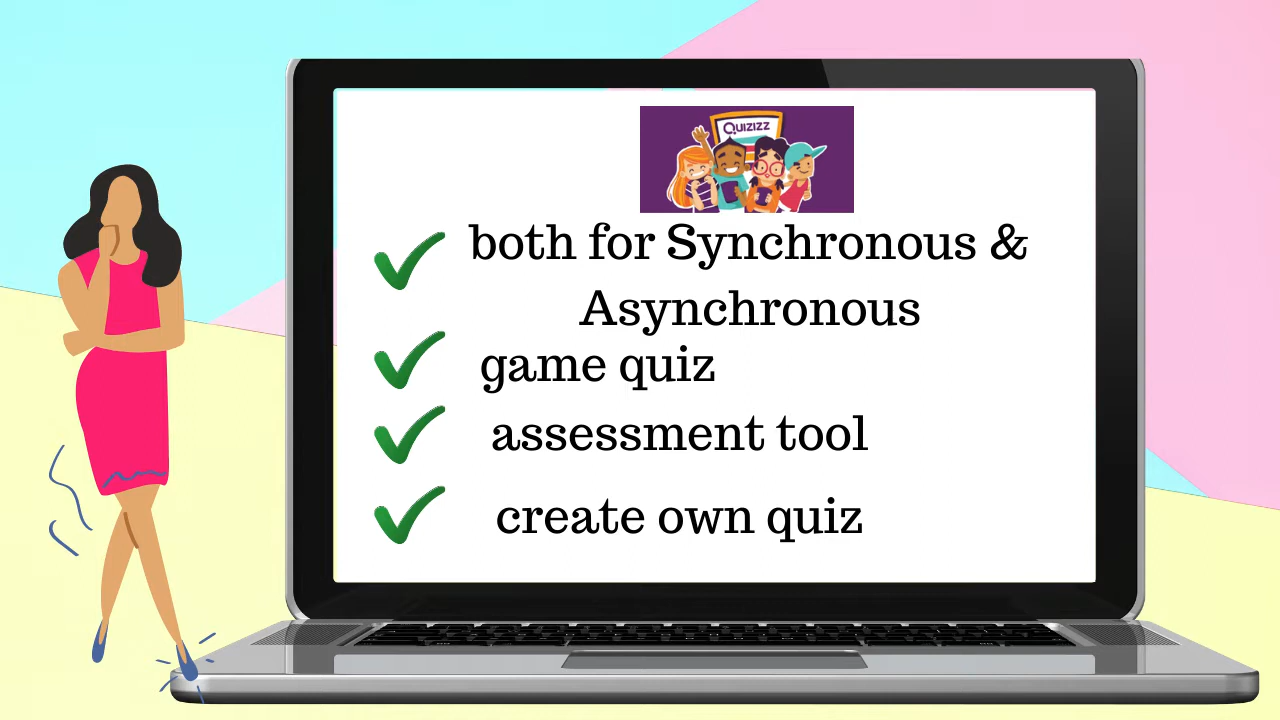 Quizizz
both for Synchronous &
Asynchronous
game quiz
assessment tool
create own quiz